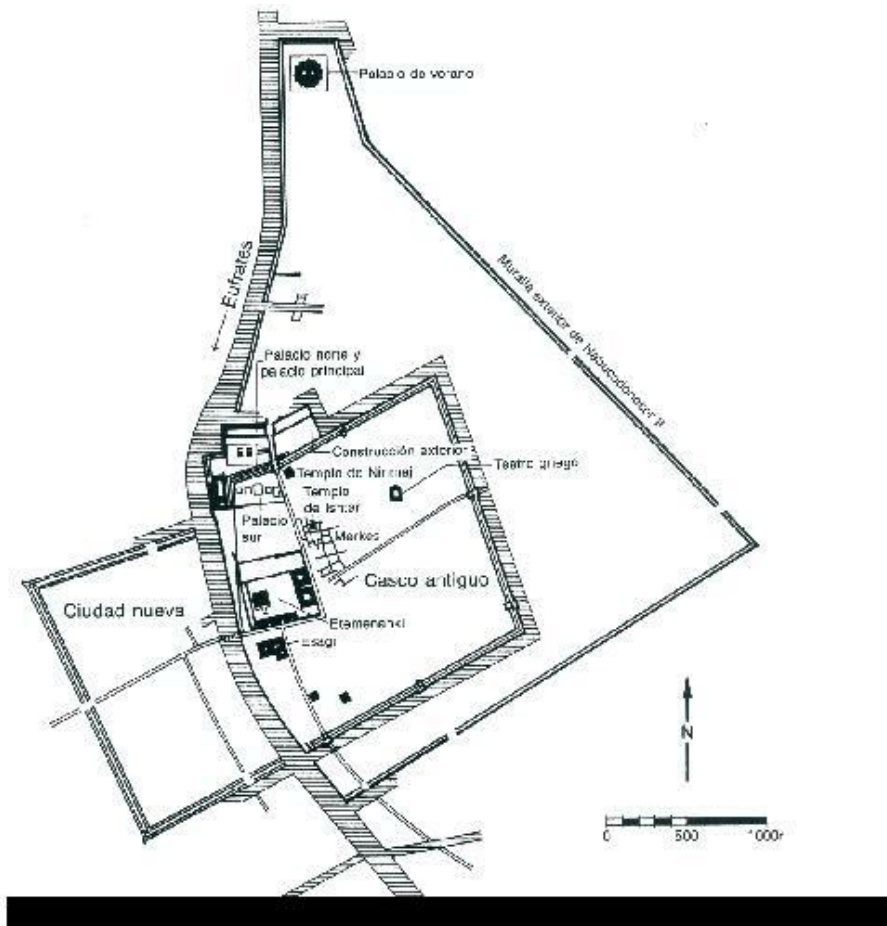 Palacio de verano
Eufrates
Muralla exterior de Nabucodonosor II
Palacio norte y
palacio principal
Construcción exterior
Templo de Ninmaj
Teatro griego
Templo
de Ishtar
Palacio
sur
Merkes
Casco antiguo
Ciudad nueva
Etemenanki
Esagil
N
0 500 1000